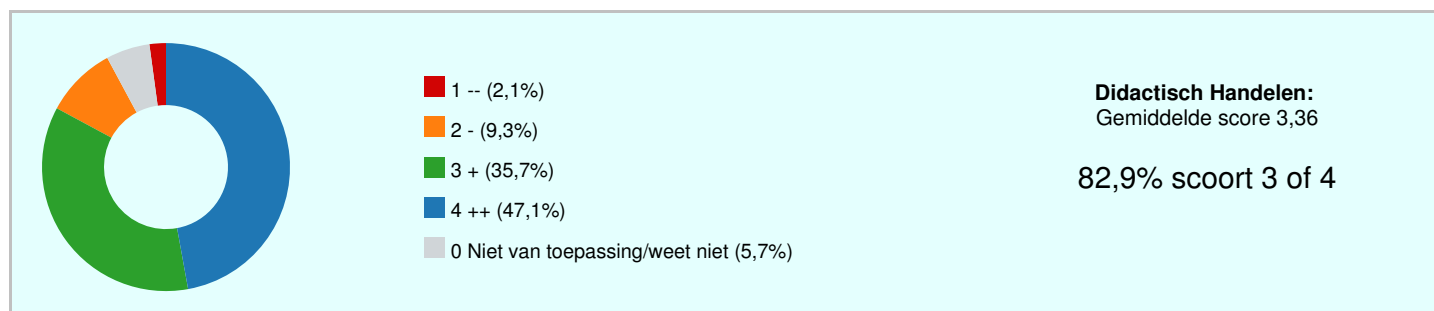 1 -- (2,1%)
2 - (9,3%)
3 + (35,7%)
4 ++ (47,1%)
0 Niet van toepassing/weet niet (5,7%)
Didactisch Handelen:
Gemiddelde score 3,36
82,9% scoort 3 of 4